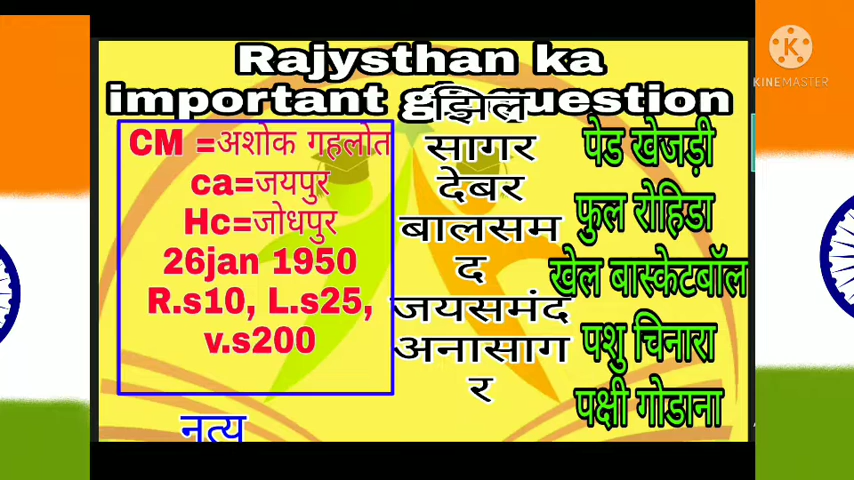 Rajysthan ka
important gk question
CM =अशोक गहलोत
ca=जयपुर
Hc=जोधपुर
26jan 1950
R.s10, L.s25,
v.s200
नृत्य
झिल
सागर
देबर
बालसम
द
जयसमंद
अनासाग
र
पेड खेजड़ी
फुल रोहिडा
खेल बास्केटबॉल
पशु चिनारा
पक्षी गोडाना
KINEMASTER